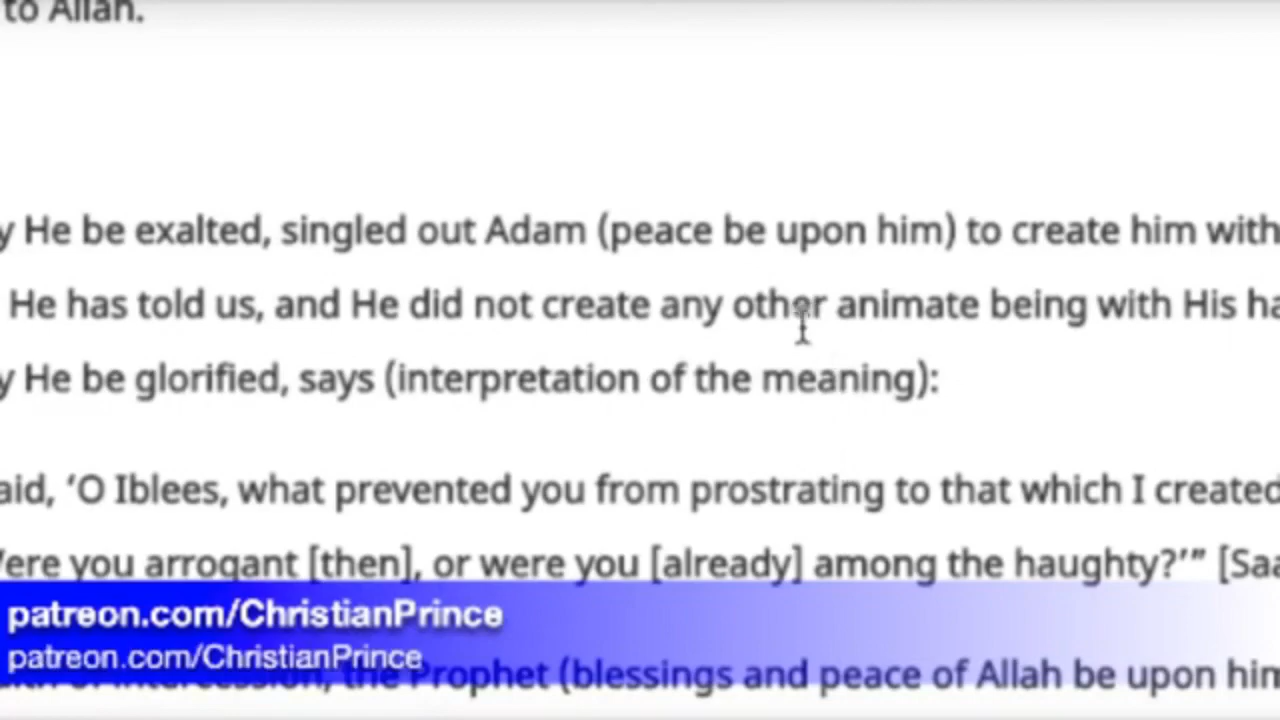 to Allah.
y He be exalted, singled out Adam (peace be upon him) to create him with
He has told us, and He did not create any other animate being with His ha
y He be glorified, says (interpretation of the meaning):
aid, ‘O Iblees, what prevented you from prostrating to that which I created
ere you arrogant [then], or were you [already] among the haughty?’” [Saa
patreon.com/ChristianPrince
patreon.com/ChristianPrince
of intercession, the Prophet (blessings and peace of Allah be upon him